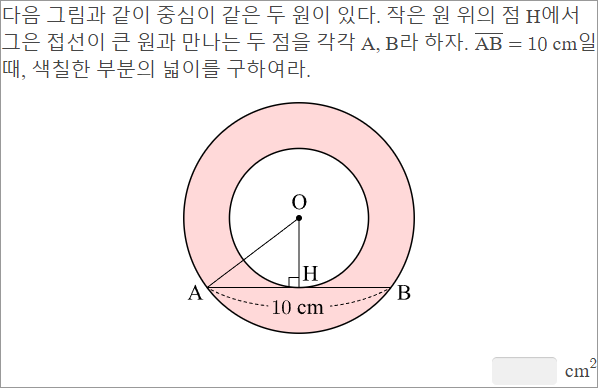 다음 그림과 같이 중심이 같은 두 원이 있다. 작은 원 위의 점 H에서
그은 접선이 큰 원과 만나는 두 점을 각각 A, B라 하자. AB = 10 cm일
때, 색칠한 부분의 넓이를 구하여라.
O
H
A
B
10 cm
cm²